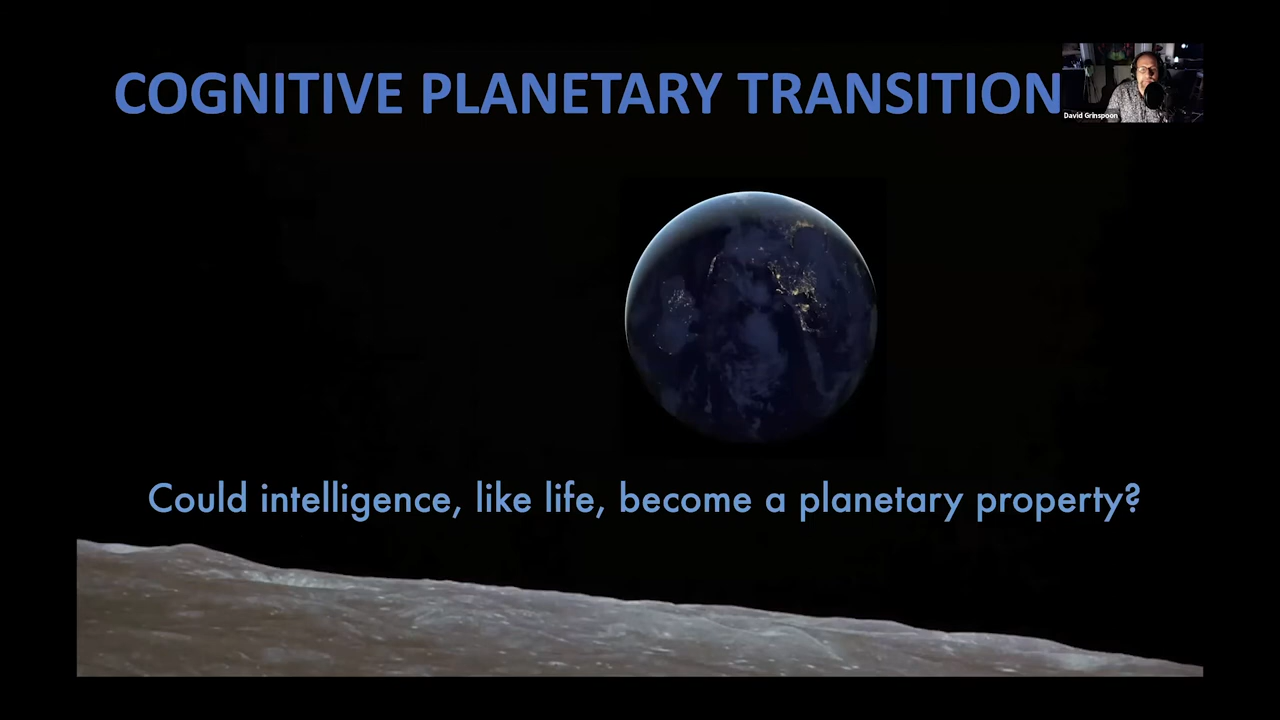 COGNITIVE PLANETARY TRANSITION
David Grinspoon
Could intelligence, like life, become a planetary property?